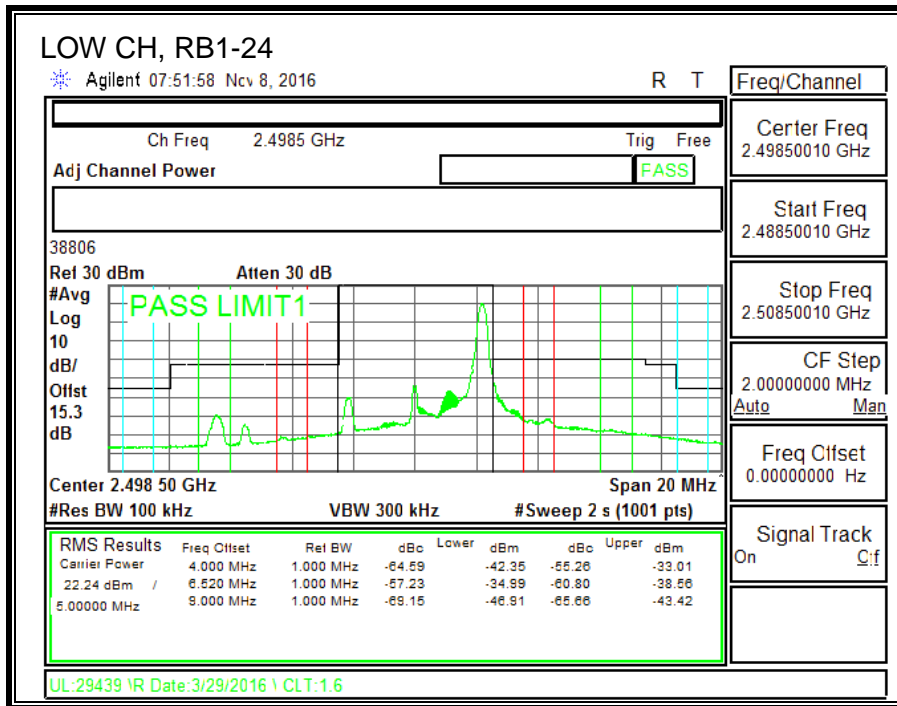 LOW CH, RB1-24
Agilent 07:51:58 Nov 8, 2016 R T
Freq/Channel
Ch Freq 2.4985 GHz Trig Free
Adj Channel Power PASS
Center Freq
2.49850010 GHz
Start Freq
2.48850010 GHz
Stop Freq
2.50850010 GHz
CF Step
2.00000000 MHz
Auto Man
Freq Offset
0.00000000 Hz
Signal Track
On Off
38806
Ref 30 dBm Atten 30 dB
#Avg
Log
10
dB/
Offst
15.3
dB
PASS LIMIT1
Center 2.498 50 GHz Span 20 MHz
#Res BW 100 kHz VBW 300 kHz #Sweep 2 s (1001 pts)
RMS Results Freq Offset Ref BW dBc Lower dBm dBc Upper dBm
Carrier Power 4.000 MHz 1.000 MHz -64.59 -42.35 -55.26 -33.01
22.24 dBm / 6.520 MHz 1.000 MHz -57.23 -34.99 -60.80 -38.56
5.00000 MHz 9.000 MHz 1.000 MHz -69.15 -46.91 -65.66 -43.42
UL:29439 \R Date:3/29/2016 \ CLT:1.6